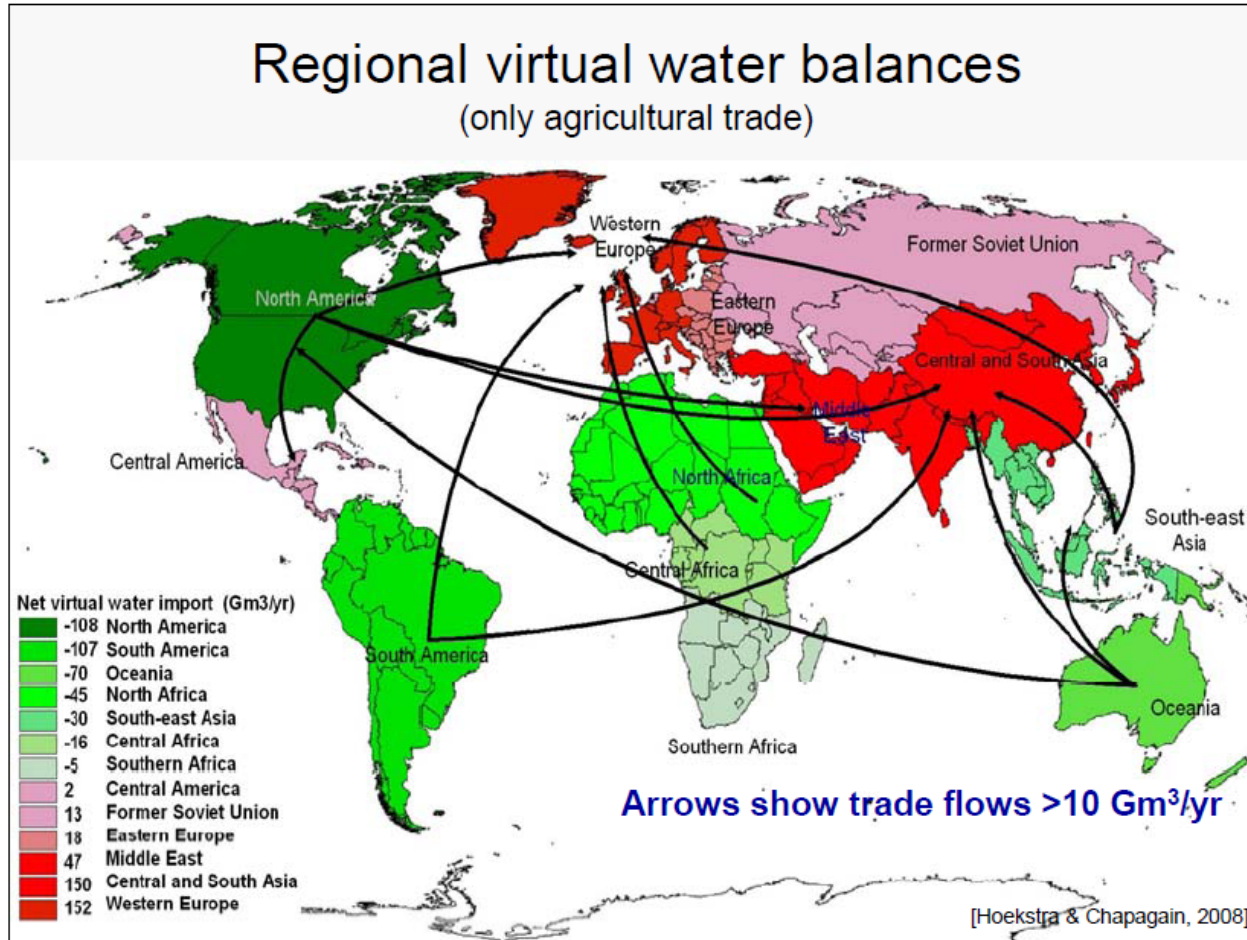 Regional virtual water balances
(only agricultural trade)
Western
Europe
Former Soviet Union
North America
Eastern
Europe
Central and South Asia
Middle
East
Central America
North Africa
South-east
Asia
Central Africa
South America
Oceania
Southern Africa
Net virtual water import (Gm3/yr)
-108 North America
-107 South America
-70 Oceania
-45 North Africa
-30 South-east Asia
-16 Central Africa
-5 Southern Africa
2 Central America
13 Former Soviet Union
18 Eastern Europe
47 Middle East
150 Central and South Asia
152 Western Europe
Arrows show trade flows >10 Gm³/yr
[Hoekstra & Chapagain, 2008]